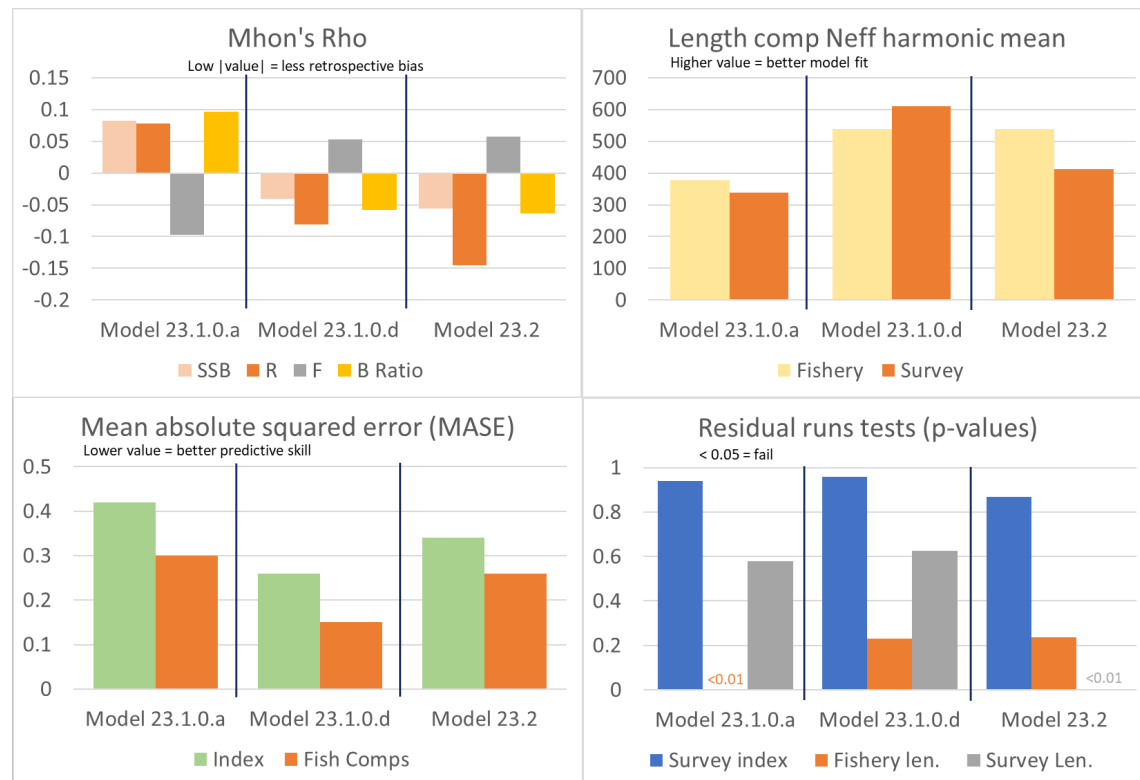 Mhon's Rho
Low |value| = less retrospective bias
0.15
0.1
0.05
0
-0.05
-0.1
-0.15
-0.2
Model 23.1.0.a Model 23.1.0.d Model 23.2
SSB R F B Ratio
Length comp Neff harmonic mean
Higher value = better model fit
700
600
500
400
300
200
100
0
Model 23.1.0.a Model 23.1.0.d Model 23.2
Fishery Survey
Mean absolute squared error (MASE)
Lower value = better predictive skill
0.5
0.4
0.3
0.2
0.1
0
Model 23.1.0.a Model 23.1.0.d Model 23.2
Index Fish Comps
Residual runs tests (p-values)
< 0.05 = fail
1
0.8
0.6
0.4
0.2
0
<0.01 <0.01
Model 23.1.0.a Model 23.1.0.d Model 23.2
Survey index Fishery len. Survey Len.